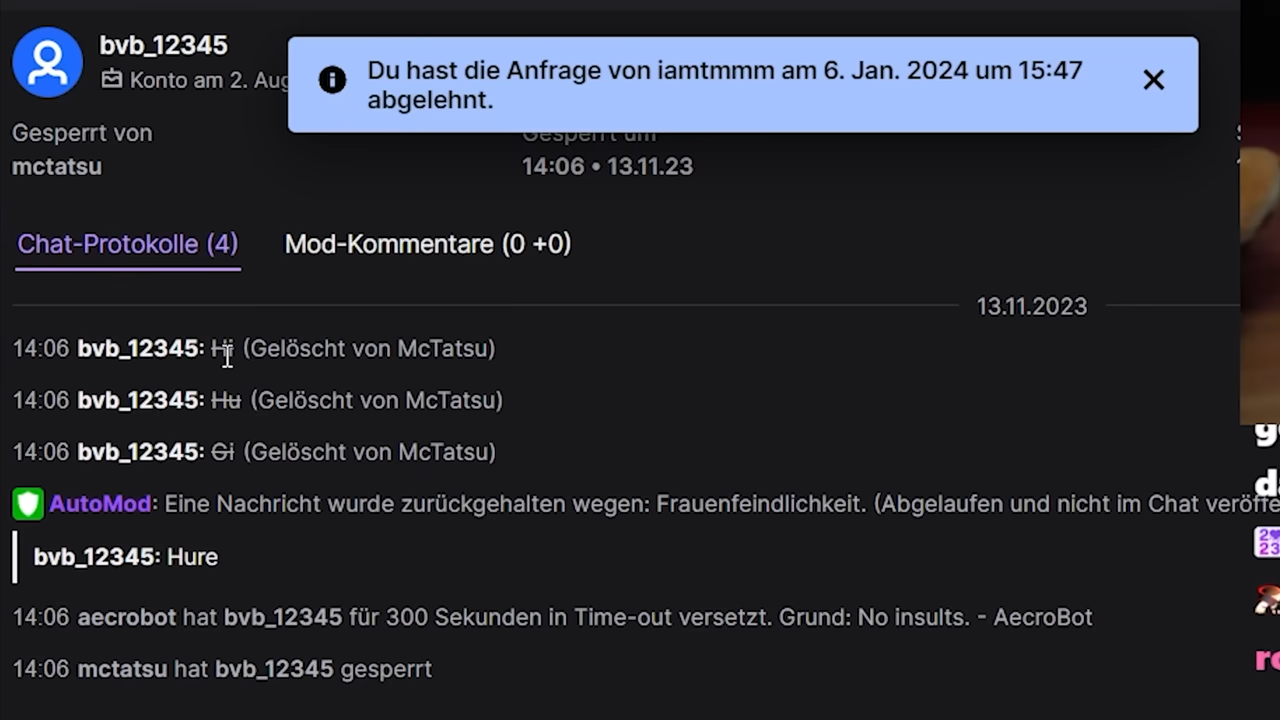 bvb_12345
Konto am 2. Aug
Du hast die Anfrage von iamtmmm am 6. Jan. 2024 um 15:47
abgelehnt.
Gesperrt von
Gesperrt um
mctatsu
14:06 • 13.11.23
Chat-Protokolle (4)
Mod-Kommentare (0 +0)
13.11.2023
14:06 bvb_12345: Hi (Gelöscht von McTatsu)
14:06 bvb_12345: Hu (Gelöscht von McTatsu)
14:06 bvb_12345: Gi (Gelöscht von McTatsu)
AutoMod: Eine Nachricht wurde zurückgehalten wegen: Frauenfeindlichkeit. (Abgelaufen und nicht im Chat veröffe
bvb_12345: Hure
14:06 aecrobot hat bvb_12345 für 300 Sekunden in Time-out versetzt. Grund: No insults. - AecroBot
14:06 mctatsu hat bvb_12345 gesperrt